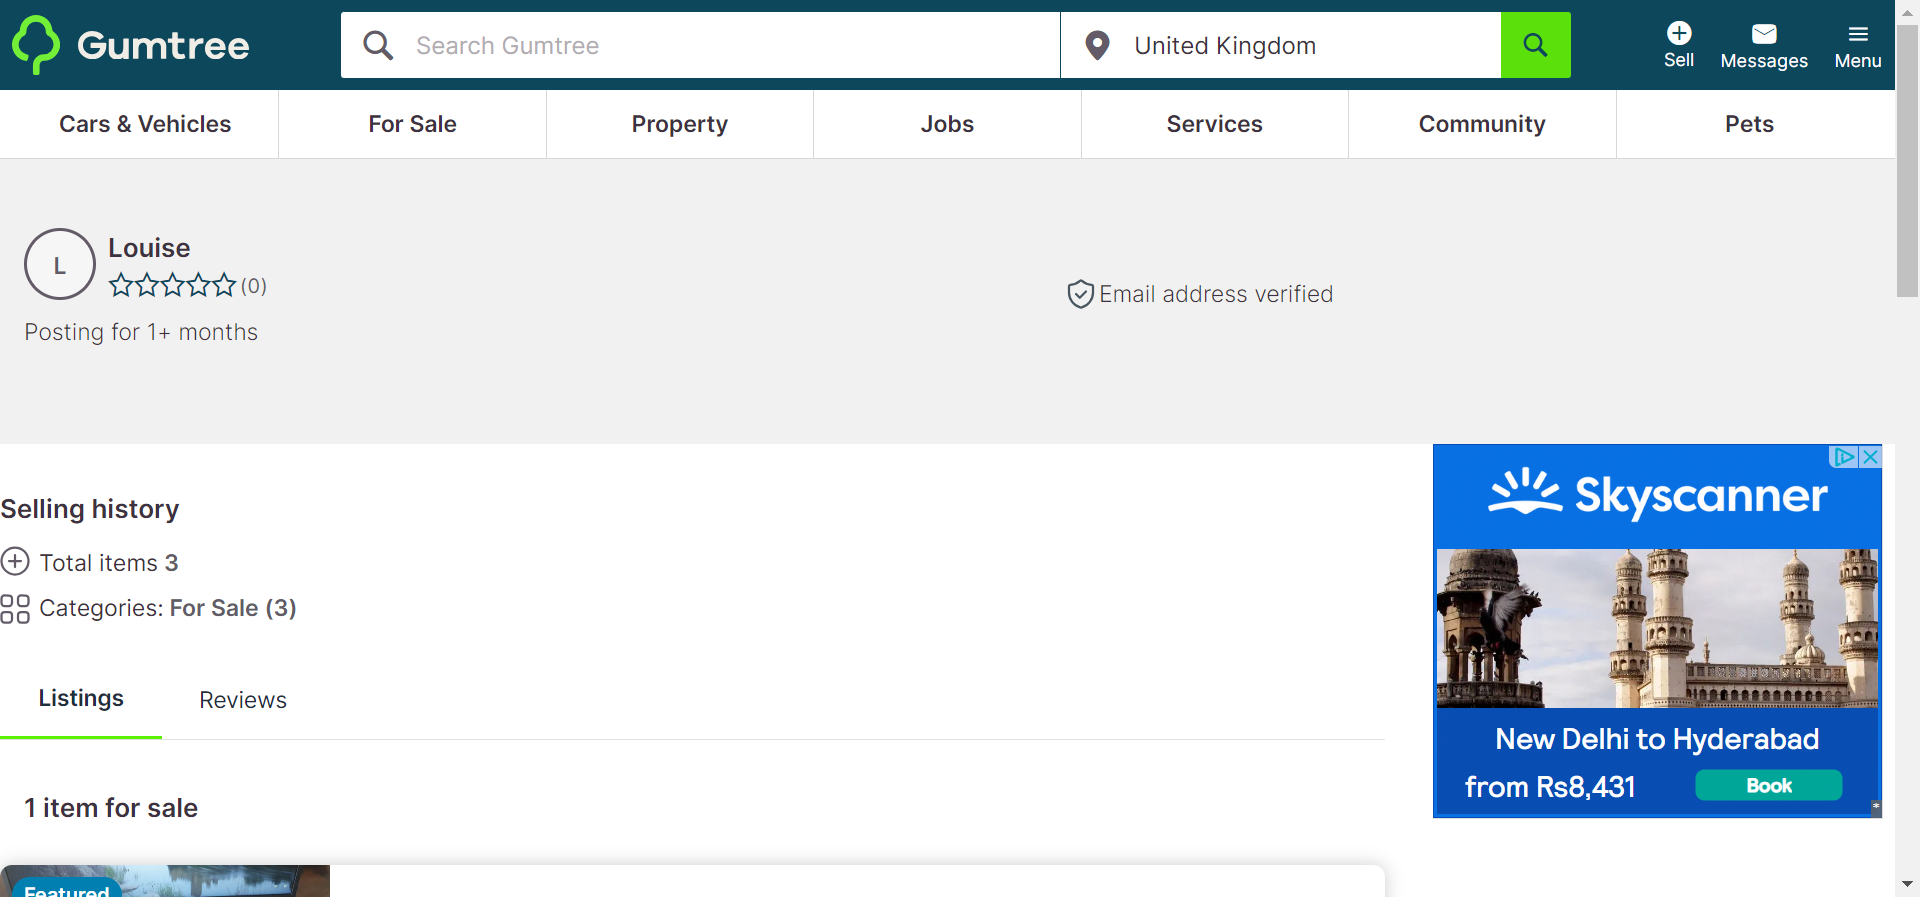 Gumtree
Search Gumtree
United Kingdom
Sell
Messages
Menu
Cars & Vehicles
For Sale
Property
Jobs
Services
Community
Pets
L
Louise
(0)
Posting for 1+ months
Email address verified
Selling history
Total items 3
Categories: For Sale (3)
Listings
Reviews
1 item for sale
Featured
Skyscanner
New Delhi to Hyderabad
from Rs8,431
Book